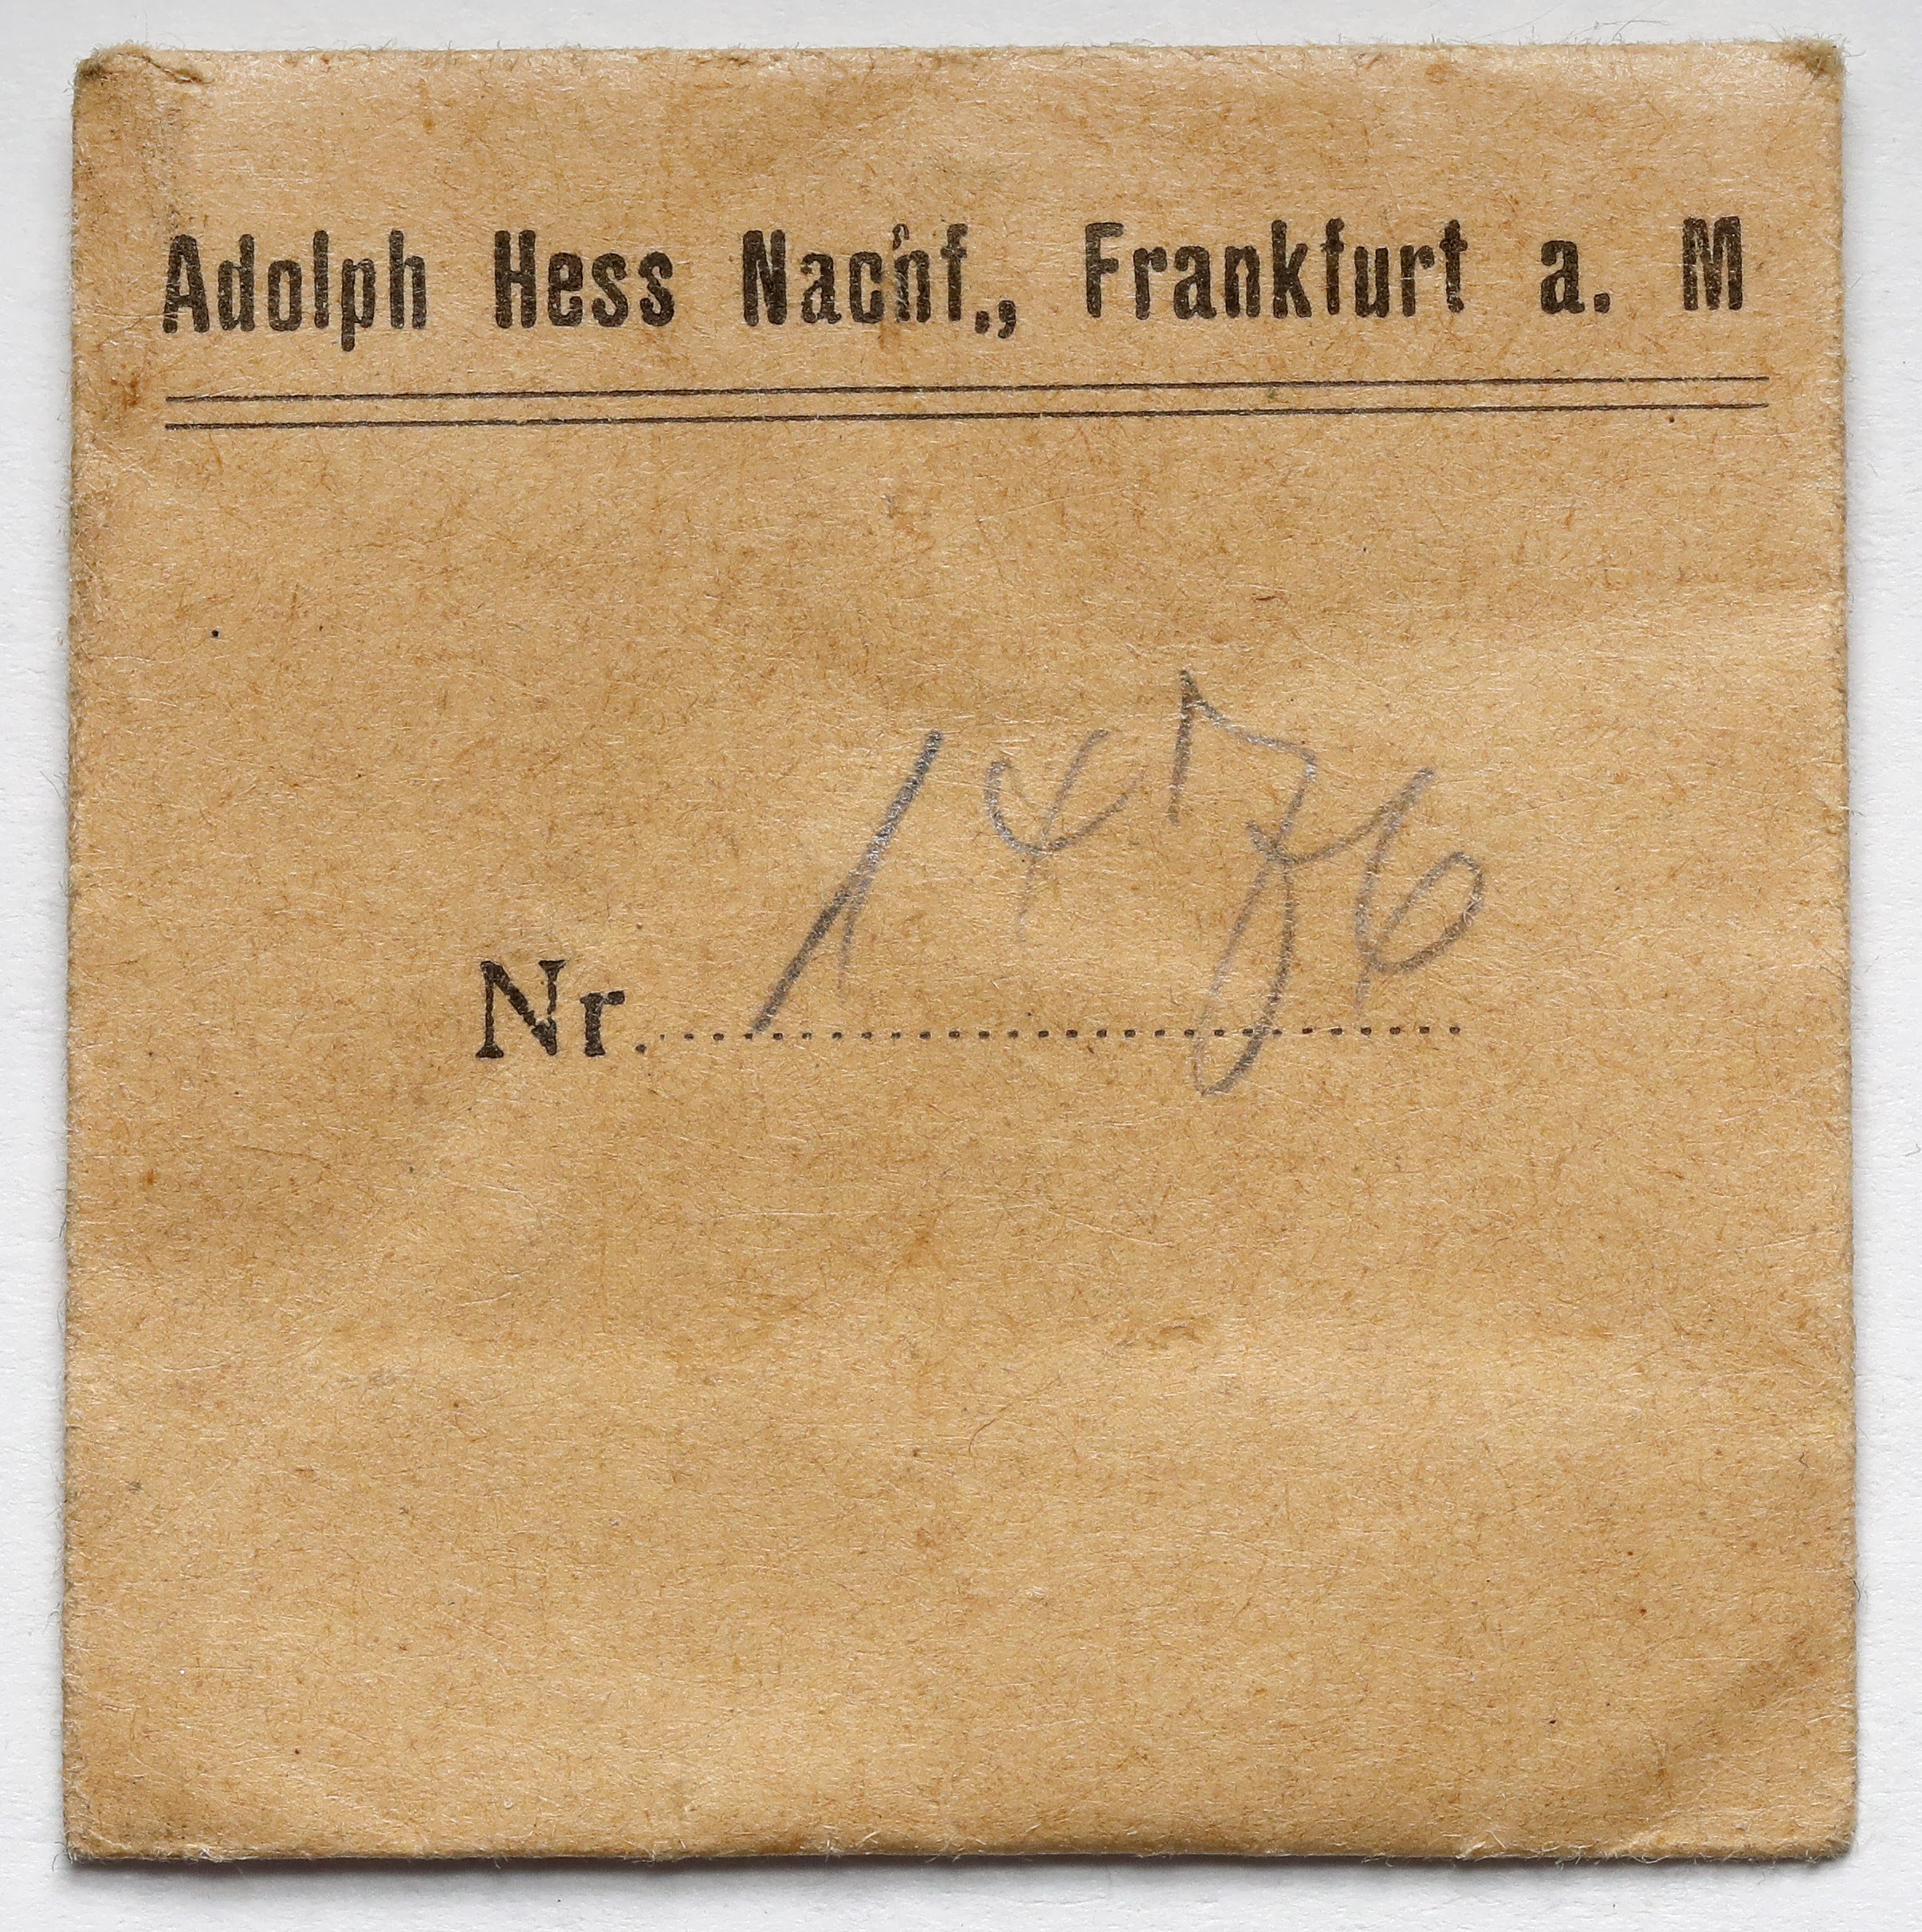 Adolph Hess Nachf., Frankfurt a. M
Nr. 1476